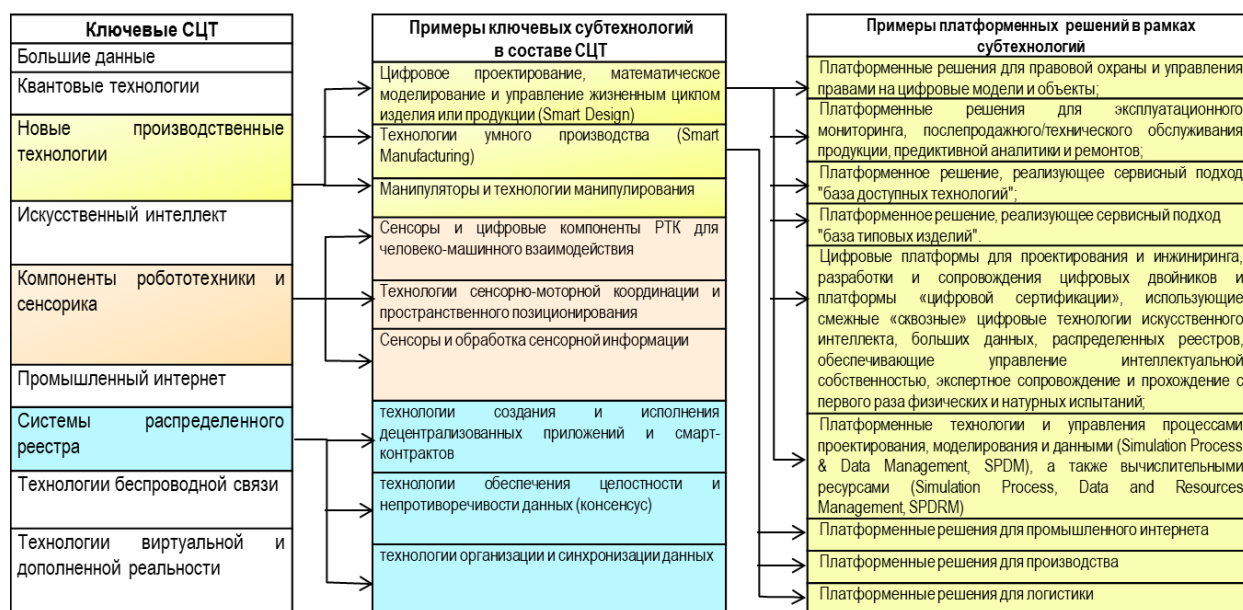 Ключевые СЦТ
Большие данные
Квантовые технологии
Новые производственные
технологии
Искусственный интеллект
Компоненты робототехники и
сенсорика
Промышленный интернет
Системы распределенного
реестра
Технологии беспроводной связи
Технологии виртуальной и
дополненной реальности
Примеры ключевых субтехнологий
в составе СЦТ
Цифровое проектирование, математическое
моделирование и управление жизненным циклом
изделия или продукции (Smart Design)
Технологии умного производства (Smart
Manufacturing)
Манипуляторы и технологии манипулирования
Сенсоры и цифровые компоненты РТК для
человеко-машинного взаимодействия
Технологии сенсорно-моторной координации и
пространственного позиционирования
Сенсоры и обработка сенсорной информации
технологии создания и исполнения
децентрализованных приложений и смарт-
контрактов
технологии обеспечения целостности и
непротиворечивости данных (консенсус)
технологии организации и синхронизации данных
Примеры платформенных решений в рамках
субтехнологий
Платформенные решения для правовой охраны и управления
правами на цифровые модели и объекты;
Платформенные решения для эксплуатационного
мониторинга, послепродажного/технического обслуживания
продукции, предиктивной аналитики и ремонтов;
Платформенное решение, реализующее сервисный подход
"база доступных технологий";
Платформенное решение, реализующее сервисный подход
"база типовых изделий".
Цифровые платформы для проектирования и инжиниринга,
разработки и сопровождения цифровых двойников и
платформы «цифровой сертификации», использующие
смежные «сквозные» цифровые технологии искусственного
интеллекта, больших данных, распределенных реестров,
обеспечивающие управление интеллектуальной
собственностью, экспертное сопровождение и прохождение с
первого раза физических и натурных испытаний;
Платформенные технологии и управления процессами
проектирования, моделирования и данными (Simulation Process
& Data Management, SPDM), а также вычислительными
ресурсами (Simulation Process, Data and Resources
Management, SPDRM)
Платформенные решения для промышленного интернета
Платформенные решения для производства
Платформенные решения для логистики